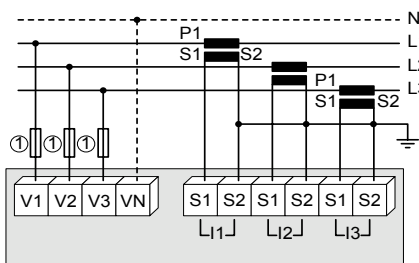 N
P1 L
S1 S2 L2
P1 L3
S1 S2
① ① ①
V1 V2 V3 VN S1 S2 S1 S2 S1 S2
I1 I2 I3